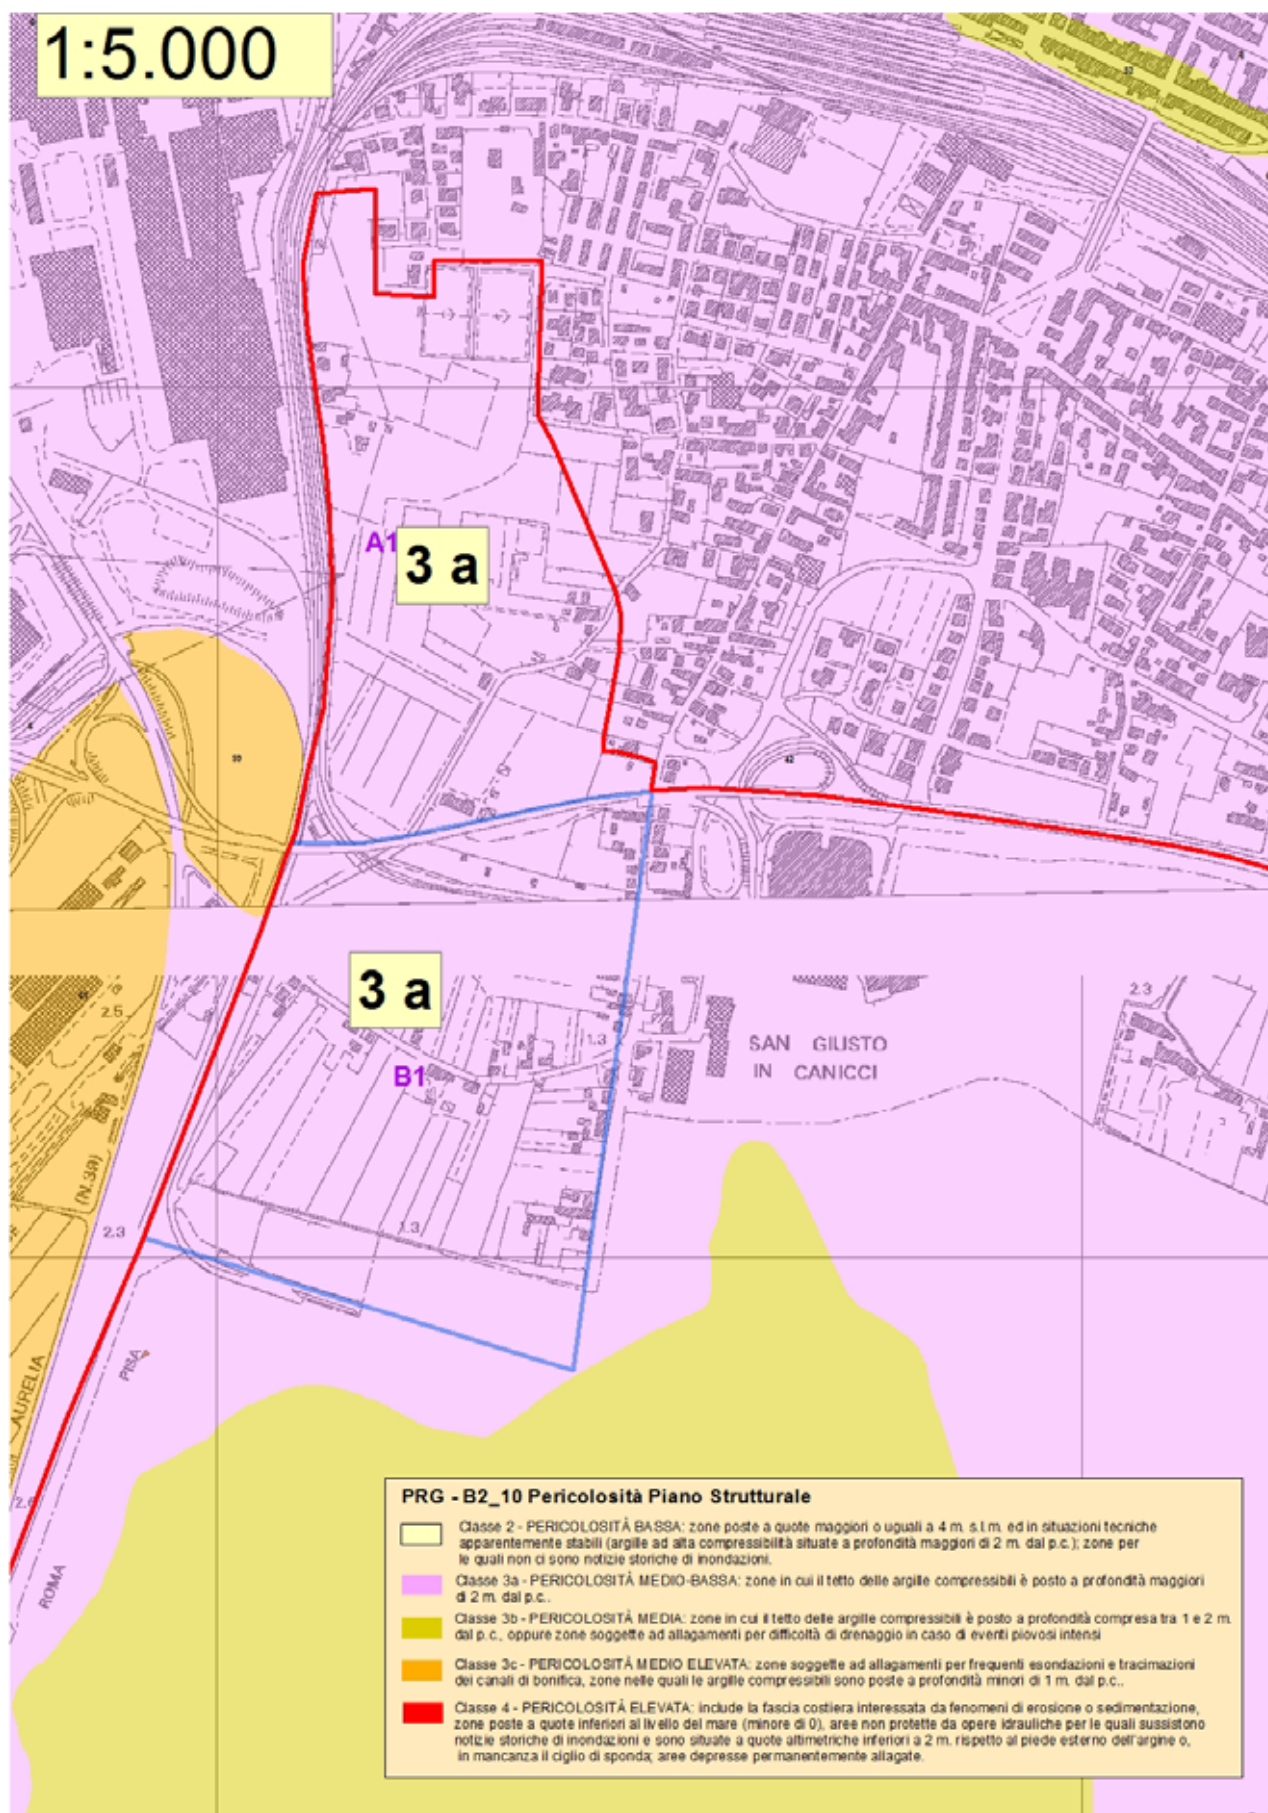 1:5.000
A1
3 a
42
3 a
2.5
2.3
1.3
SAN GIUSTO
IN CANICCI
B1
(N.39)
2.3
1.3
PISA
AURELIA
2.6
ROMA
PRG - B2_10 Pericolosità Piano Strutturale
Classe 2 - PERICOLOSITÀ BASSA: zone poste a quote maggiori o uguali a 4 m. s.l.m. ed in situazioni tecniche
apparentemente stabili (argille ad alta compressibilità situate a profondità maggiori di 2 m. dal p.c.); zone per
le quali non ci sono notizie storiche di inondazioni.
Classe 3a - PERICOLOSITÀ MEDIO-BASSA: zone in cui il tetto delle argille compressibili è posto a profondità maggiori
di 2 m. dal p.c..
Classe 3b - PERICOLOSITÀ MEDIA: zone in cui il tetto delle argille compressibili è posto a profondità compresa tra 1 e 2 m.
dal p.c., oppure zone soggette ad allagamenti per difficoltà di drenaggio in caso di eventi piovosi intensi
Classe 3c - PERICOLOSITÀ MEDIO ELEVATA: zone soggette ad allagamenti per frequenti esondazioni e tracimazioni
dei canali di bonifica, zone nelle quali le argille compressibili sono poste a profondità minori di 1 m. dal p.c..
Classe 4 - PERICOLOSITÀ ELEVATA: include la fascia costiera interessata da fenomeni di erosione o sedimentazione,
zone poste a quote inferiori al livello del mare (minore di 0), aree non protette da opere idrauliche per le quali sussistono
notizie storiche di inondazioni e sono situate a quote altimetriche inferiori a 2 m. rispetto al piede esterno dell'argine o,
in mancanza il ciglio di sponda; aree depresse permanentemente allagate.